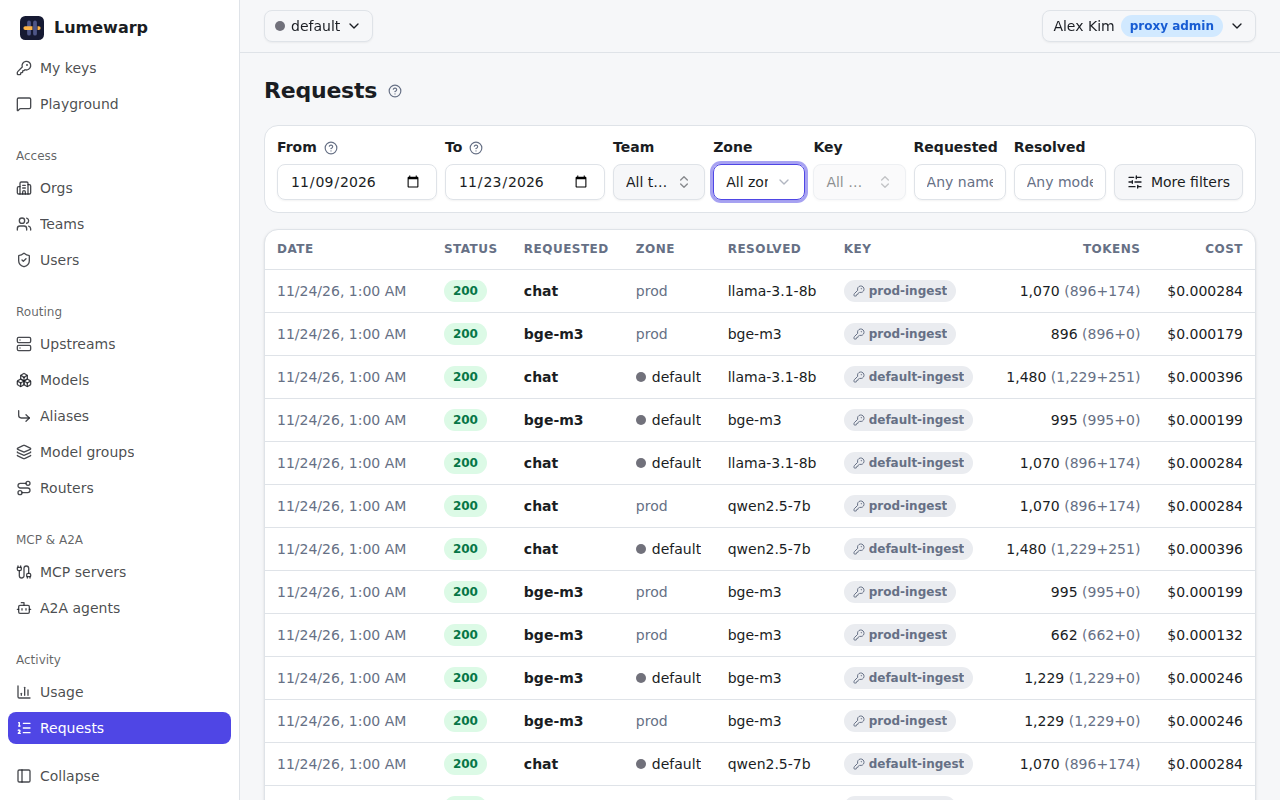 Lumewarp
My keys
Playground
Access
Orgs
Teams
Users
Routing
Upstreams
Models
Aliases
Model groups
Routers
MCP & A2A
MCP servers
A2A agents
Activity
Usage
Requests
Collapse
default
Alex Kim proxy admin
Requests
From To Team Zone Key Requested Resolved
11/09/2026 11/23/2026 All t... All zor All ... Any name Any mode More filters
DATE STATUS REQUESTED ZONE RESOLVED KEY TOKENS COST
11/24/26, 1:00 AM 200 chat prod llama-3.1-8b prod-ingest 1,070 (896+174) $0.000284
11/24/26, 1:00 AM 200 bge-m3 prod bge-m3 prod-ingest 896 (896+0) $0.000179
11/24/26, 1:00 AM 200 chat default llama-3.1-8b default-ingest 1,480 (1,229+251) $0.000396
11/24/26, 1:00 AM 200 bge-m3 default bge-m3 default-ingest 995 (995+0) $0.000199
11/24/26, 1:00 AM 200 chat default llama-3.1-8b default-ingest 1,070 (896+174) $0.000284
11/24/26, 1:00 AM 200 chat prod qwen2.5-7b prod-ingest 1,070 (896+174) $0.000284
11/24/26, 1:00 AM 200 chat default qwen2.5-7b default-ingest 1,480 (1,229+251) $0.000396
11/24/26, 1:00 AM 200 bge-m3 prod bge-m3 prod-ingest 995 (995+0) $0.000199
11/24/26, 1:00 AM 200 bge-m3 prod bge-m3 prod-ingest 662 (662+0) $0.000132
11/24/26, 1:00 AM 200 bge-m3 default bge-m3 default-ingest 1,229 (1,229+0) $0.000246
11/24/26, 1:00 AM 200 bge-m3 prod bge-m3 prod-ingest 1,229 (1,229+0) $0.000246
11/24/26, 1:00 AM 200 chat default qwen2.5-7b default-ingest 1,070 (896+174) $0.000284